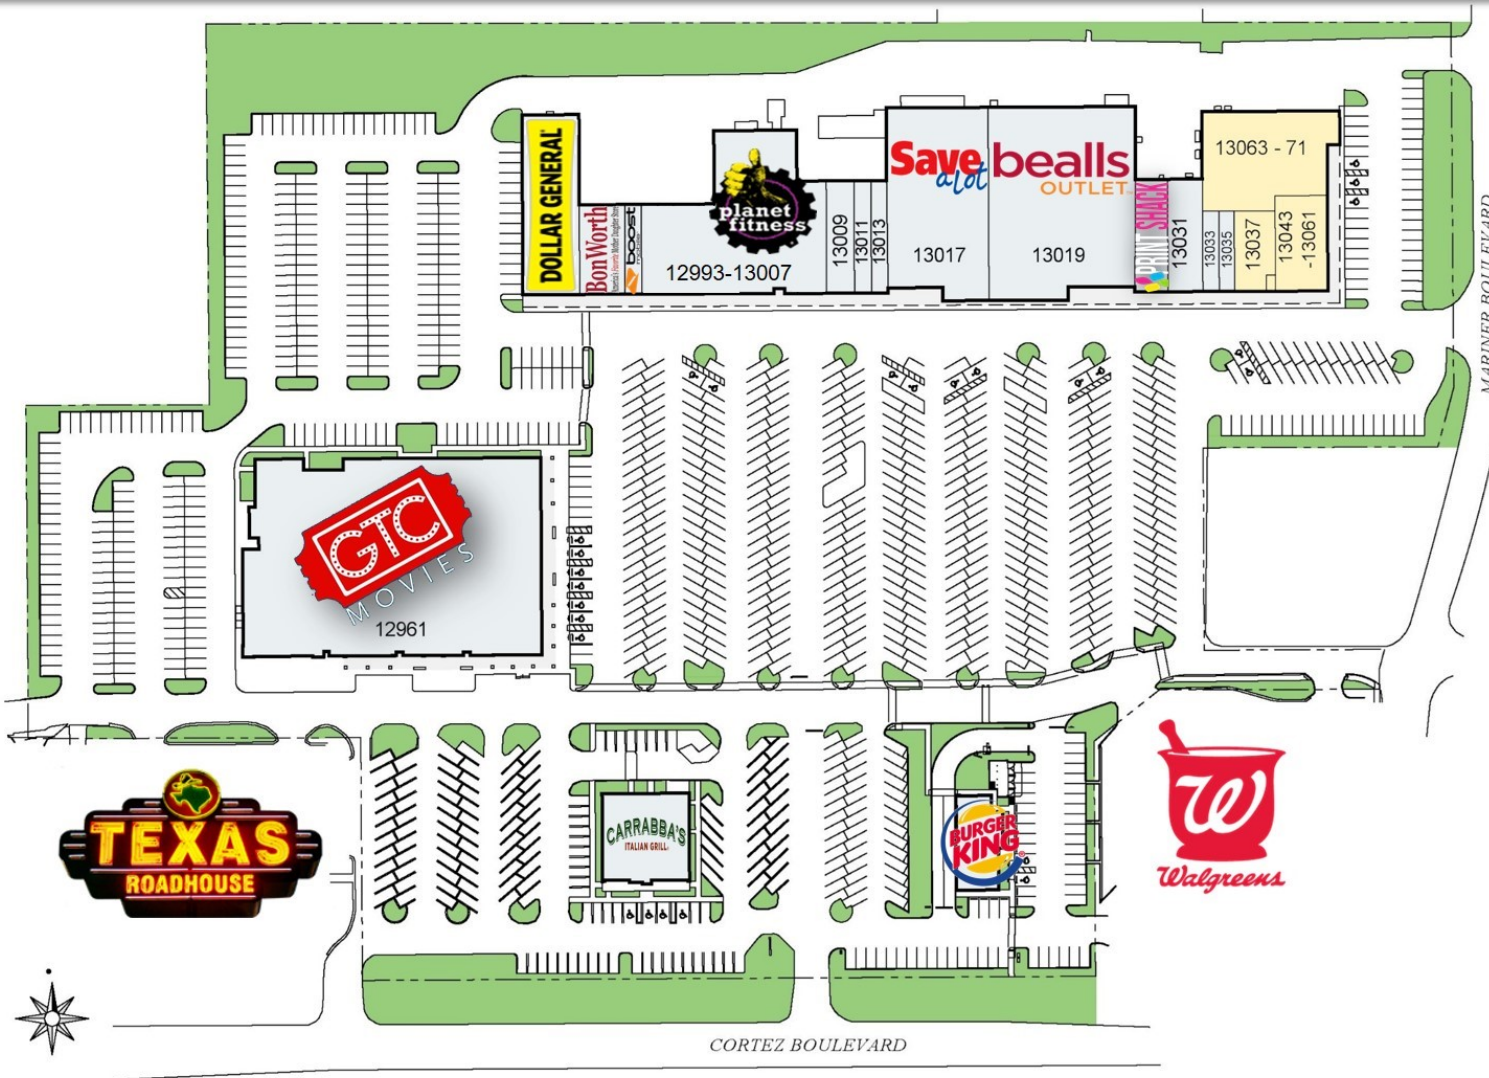 DOLLAR GENERAL
BonWorth
boost
planet
fitness
12993-13007
13009
13011
13013
Save
a lot
13017
bealls
OUTLET
13019
PRINT SHACK
13031
13033
13035
13037
13043
-13061
13063 - 71
MARINER BOULEVARD
GTC
MOVIES
12961
TEXAS
ROADHOUSE
CARRABBA'S
ITALIAN GRILL
BURGER
KING
W
Walgreens
CORTEZ BOULEVARD